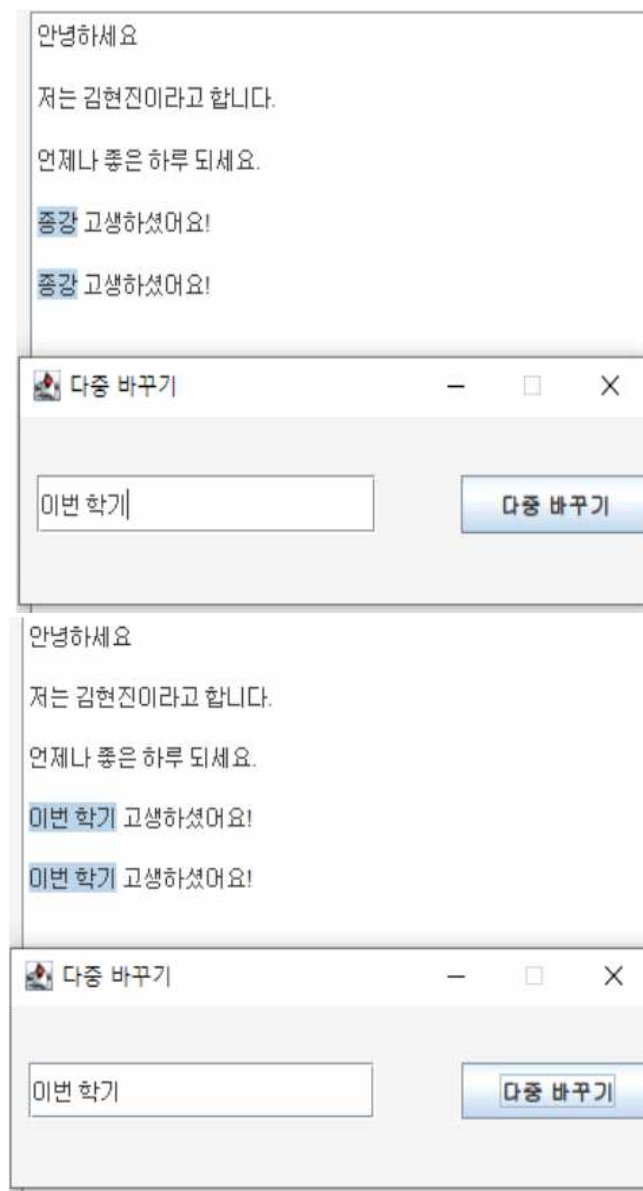 안녕하세요
저는 김현진이라고 합니다.
언제나 좋은 하루 되세요.
종강 고생하셨어요!
종강 고생하셨어요!
다중 바꾸기
이번 학기
다중 바꾸기
안녕하세요
저는 김현진이라고 합니다.
언제나 좋은 하루 되세요.
이번 학기 고생하셨어요!
이번 학기 고생하셨어요!
다중 바꾸기
이번 학기
다중 바꾸기